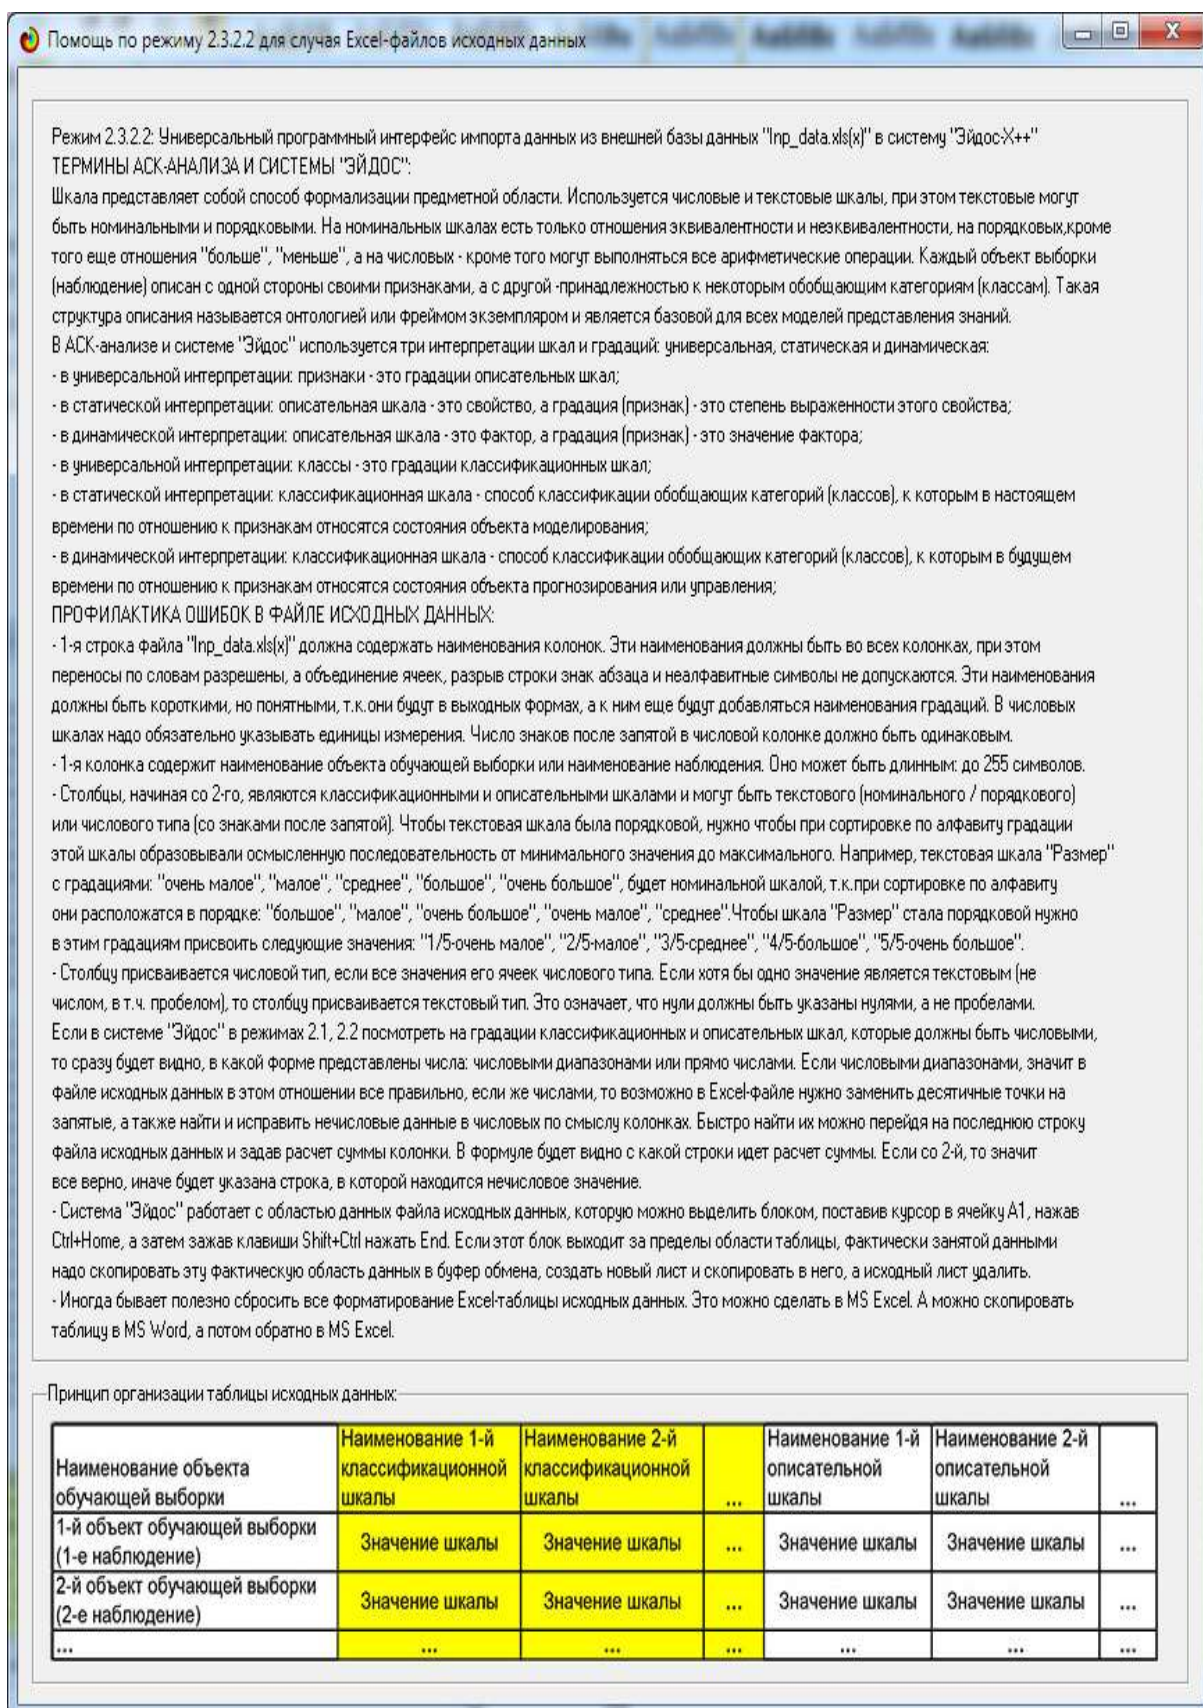 Помощь по режиму 2.3.2.2 для случая Excel-файлов исходных данных
Режим 2.3.2.2: Универсальный программный интерфейс импорта данных из внешней базы данных "Inp_data.xls(x)" в систему "Эйдос-X++"
ТЕРМИНЫ АСК-АНАЛИЗА И СИСТЕМЫ "ЭЙДОС":
Шкала представляет собой способ формализации предметной области. Используется числовые и текстовые шкалы, при этом текстовые могут
быть номинальными и порядковыми. На номинальных шкалах есть только отношения эквивалентности и неэквивалентности, на порядковых,кроме
того еще отношения "больше", "меньше", а на числовых - кроме того могут выполняться все арифметические операции. Каждый объект выборки
(наблюдение) описан с одной стороны своими признаками, а с другой -принадлежностью к некоторым обобщающим категориям (классам). Такая
структура описания называется онтологией или фреймом экземпляром и является базовой для всех моделей представления знаний.
В АСК-анализе и системе "Эйдос" используется три интерпретации шкал и градаций: универсальная, статическая и динамическая:
- в универсальной интерпретации: признаки - это градации описательных шкал;
- в статической интерпретации: описательная шкала - это свойство, а градация (признак) - это степень выраженности этого свойства;
- в динамической интерпретации: описательная шкала - это фактор, а градация (признак) - это значение фактора;
- в универсальной интерпретации: классы - это градации классификационных шкал;
- в статической интерпретации: классификационная шкала - способ классификации обобщающих категорий (классов), к которым в настоящем
времени по отношению к признакам относятся состояния объекта моделирования;
- в динамической интерпретации: классификационная шкала - способ классификации обобщающих категорий (классов), к которым в будущем
времени по отношению к признакам относятся состояния объекта прогнозирования или управления;
ПРОФИЛАКТИКА ОШИБОК В ФАЙЛЕ ИСХОДНЫХ ДАННЫХ:
- 1-я строка файла "Inp_data.xls(x)" должна содержать наименования колонок. Эти наименования должны быть во всех колонках, при этом
переносы по словам разрешены, а объединение ячеек, разрыв строки знак абзаца и неалфавитные символы не допускаются. Эти наименования
должны быть короткими, но понятными, т.к.они будут в выходных формах, а к ним еще будут добавляться наименования градаций. В числовых
шкалах надо обязательно указывать единицы измерения. Число знаков после запятой в числовой колонке должно быть одинаковым.
- 1-я колонка содержит наименование объекта обучающей выборки или наименование наблюдения. Оно может быть длинным: до 255 символов.
- Столбцы, начиная со 2-го, являются классификационными и описательными шкалами и могут быть текстового (номинального / порядкового)
или числового типа (со знаками после запятой). Чтобы текстовая шкала была порядковой, нужно чтобы при сортировке по алфавиту градации
этой шкалы образовывали осмысленную последовательность от минимального значения до максимального. Например, текстовая шкала "Размер"
с градациями: "очень малое", "малое", "среднее", "большое", "очень большое", будет номинальной шкалой, т.к.при сортировке по алфавиту
они расположатся в порядке: "большое", "малое", "очень большое", "очень малое", "среднее".Чтобы шкала "Размер" стала порядковой нужно
в этим градациям присвоить следующие значения: "1/5-очень малое", "2/5-малое", "3/5-среднее", "4/5-большое", "5/5-очень большое".
- Столбцу присваивается числовой тип, если все значения его ячеек числового типа. Если хотя бы одно значение является текстовым (не
числом, в т.ч. пробелом), то столбцу присваивается текстовый тип. Это означает, что нули должны быть указаны нулями, а не пробелами.
Если в системе "Эйдос" в режимах 2.1, 2.2 посмотреть на градации классификационных и описательных шкал, которые должны быть числовыми,
то сразу будет видно, в какой форме представлены числа: числовыми диапазонами или прямо числами. Если числовыми диапазонами, значит в
файле исходных данных в этом отношении все правильно, если же числами, то возможно в Excel-файле нужно заменить десятичные точки на
запятые, а также найти и исправить нечисловые данные в числовых по смыслу колонках. Быстро найти их можно перейдя на последнюю строку
файла исходных данных и задав расчет суммы колонки. В формуле будет видно с какой строки идет расчет суммы. Если со 2-й, то значит
все верно, иначе будет указана строка, в которой находится нечисловое значение.
- Система "Эйдос" работает с областью данных файла исходных данных, которую можно выделить блоком, поставив курсор в ячейку A1, нажав
Ctrl+Home, а затем зажав клавиши Shift+Ctrl нажать End. Если этот блок выходит за пределы области таблицы, фактически занятой данными
надо скопировать эту фактическую область данных в буфер обмена, создать новый лист и скопировать в него, а исходный лист удалить.
- Иногда бывает полезно сбросить все форматирование Excel-таблицы исходных данных. Это можно сделать в MS Excel. А можно скопировать
таблицу в MS Word, а потом обратно в MS Excel.
Принцип организации таблицы исходных данных:
Наименование объекта обучающей выборки Наименование 1-й классификационной шкалы Наименование 2-й классификационной шкалы ... Наименование 1-й описательной шкалы Наименование 2-й описательной шкалы ...
1-й объект обучающей выборки (1-е наблюдение) Значение шкалы Значение шкалы ... Значение шкалы Значение шкалы ...
2-й объект обучающей выборки (2-е наблюдение) Значение шкалы Значение шкалы ... Значение шкалы Значение шкалы ...
... ... ... ... ... ... ...